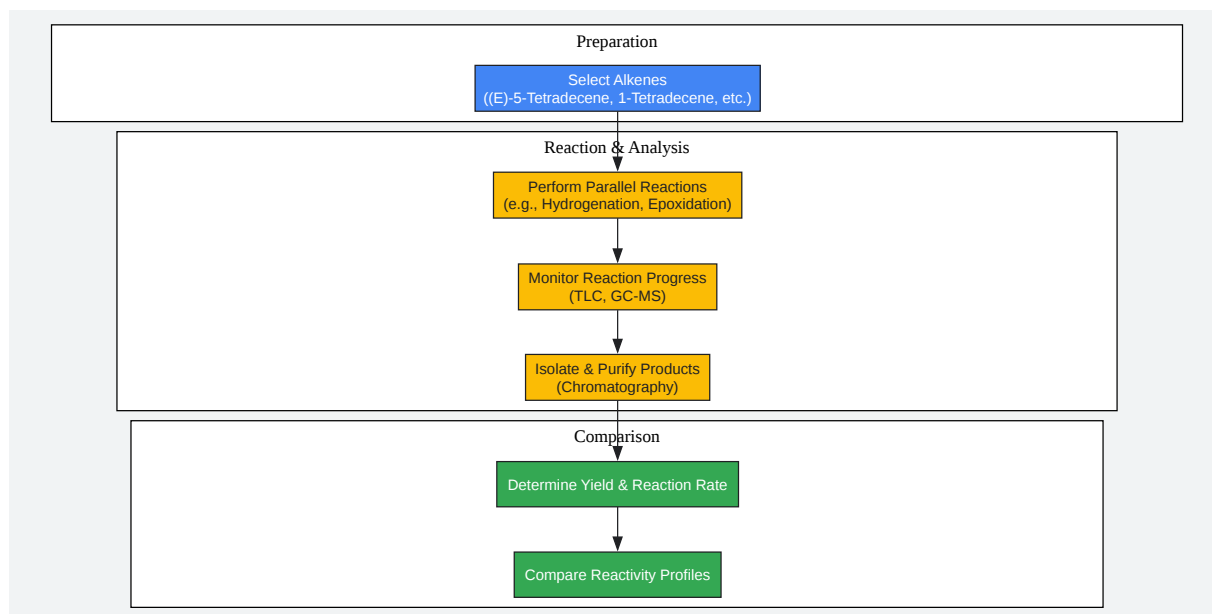 Preparation
Select Alkenes
((E)-5-Tetradecene, 1-Tetradecene, etc.)
Reaction & Analysis
Perform Parallel Reactions
(e.g., Hydrogenation, Epoxidation)
Monitor Reaction Progress
(TLC, GC-MS)
Isolate & Purify Products
(Chromatography)
Comparison
Determine Yield & Reaction Rate
Compare Reactivity Profiles